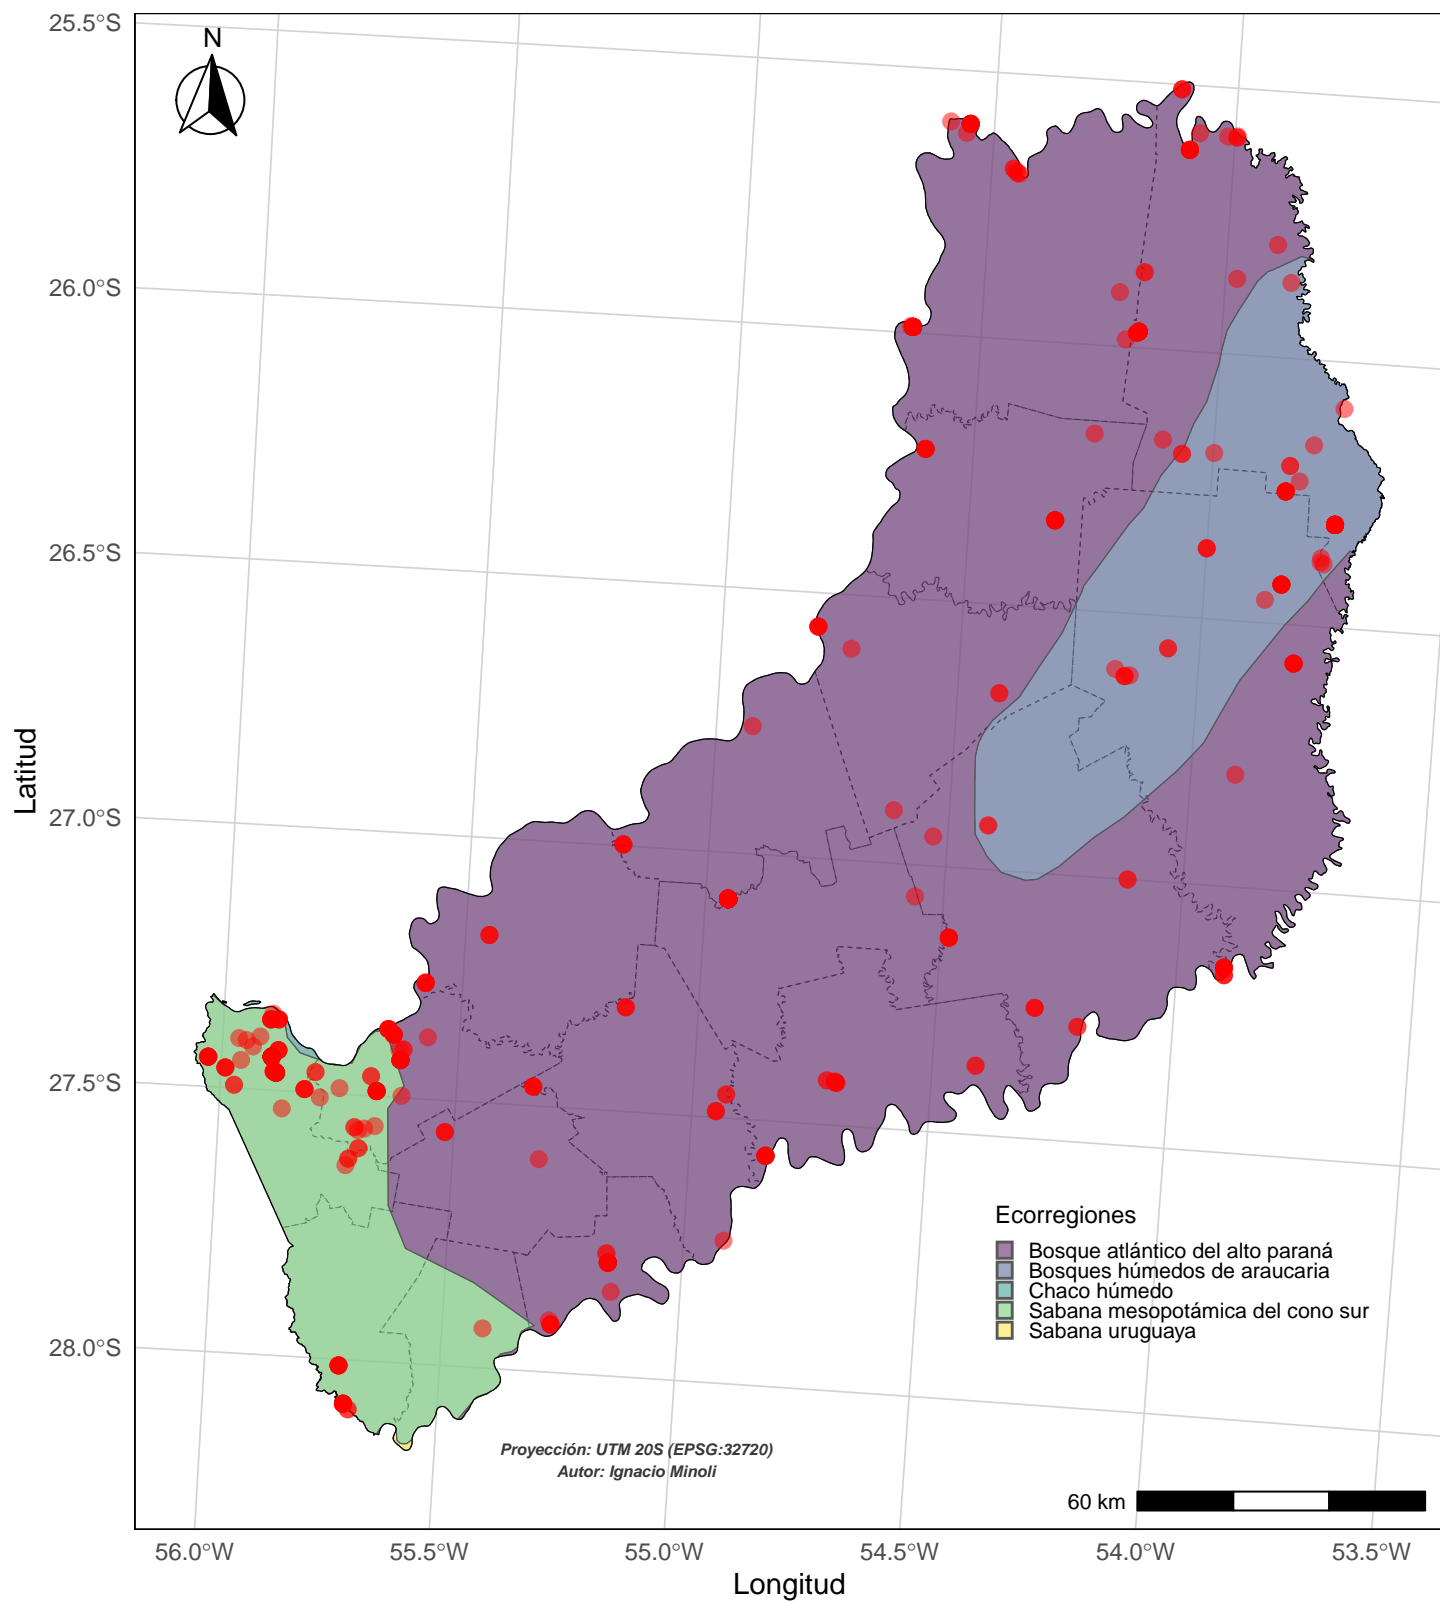 25.5°S
N
26.0°S
26.5°S
Latitud
27.0°S
27.5°S
28.0°S
Ecorregiones
Bosque atlántico del alto paraná
Bosques húmedos de araucaria
Chaco húmedo
Sabana mesopotámica del cono sur
Sabana uruguaya
Proyección: UTM 20S (EPSG:32720)
Autor: Ignacio Minoli
60 km
56.0°W 55.5°W 55.0°W 54.5°W 54.0°W 53.5°W
Longitud